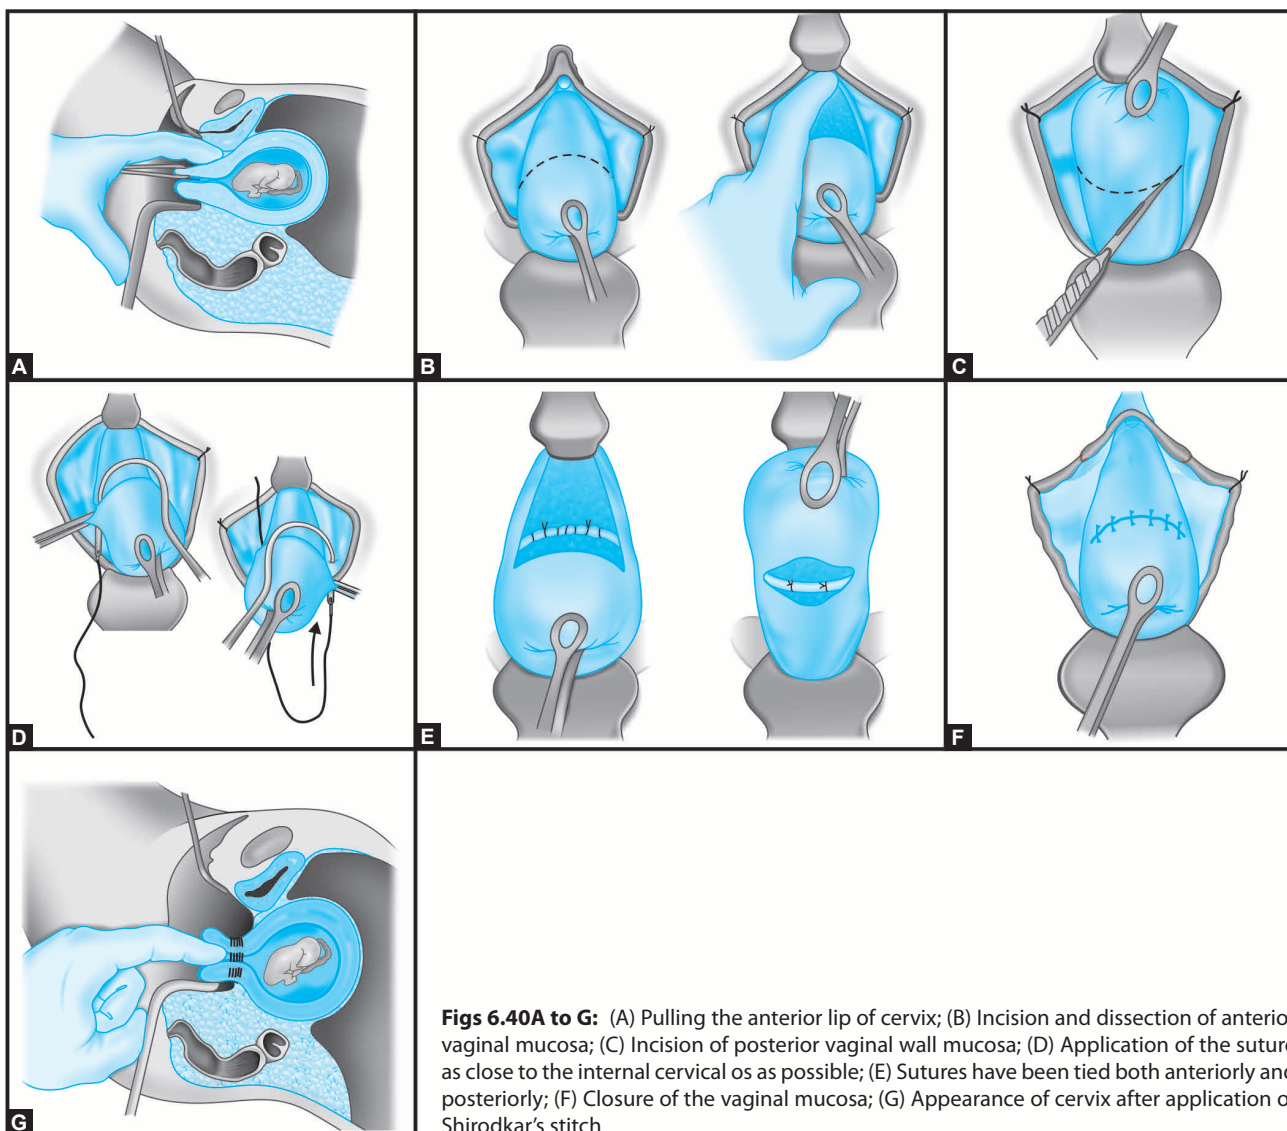 A
B
C
D
E
F
G
Figs 6.40A to G: (A) Pulling the anterior lip of cervix; (B) Incision and dissection of anterio
vaginal mucosa; (C) Incision of posterior vaginal wall mucosa; (D) Application of the suture
as close to the internal cervical os as possible; (E) Sutures have been tied both anteriorly and
posteriorly; (F) Closure of the vaginal mucosa; (G) Appearance of cervix after application o
Shirodkar's stitch